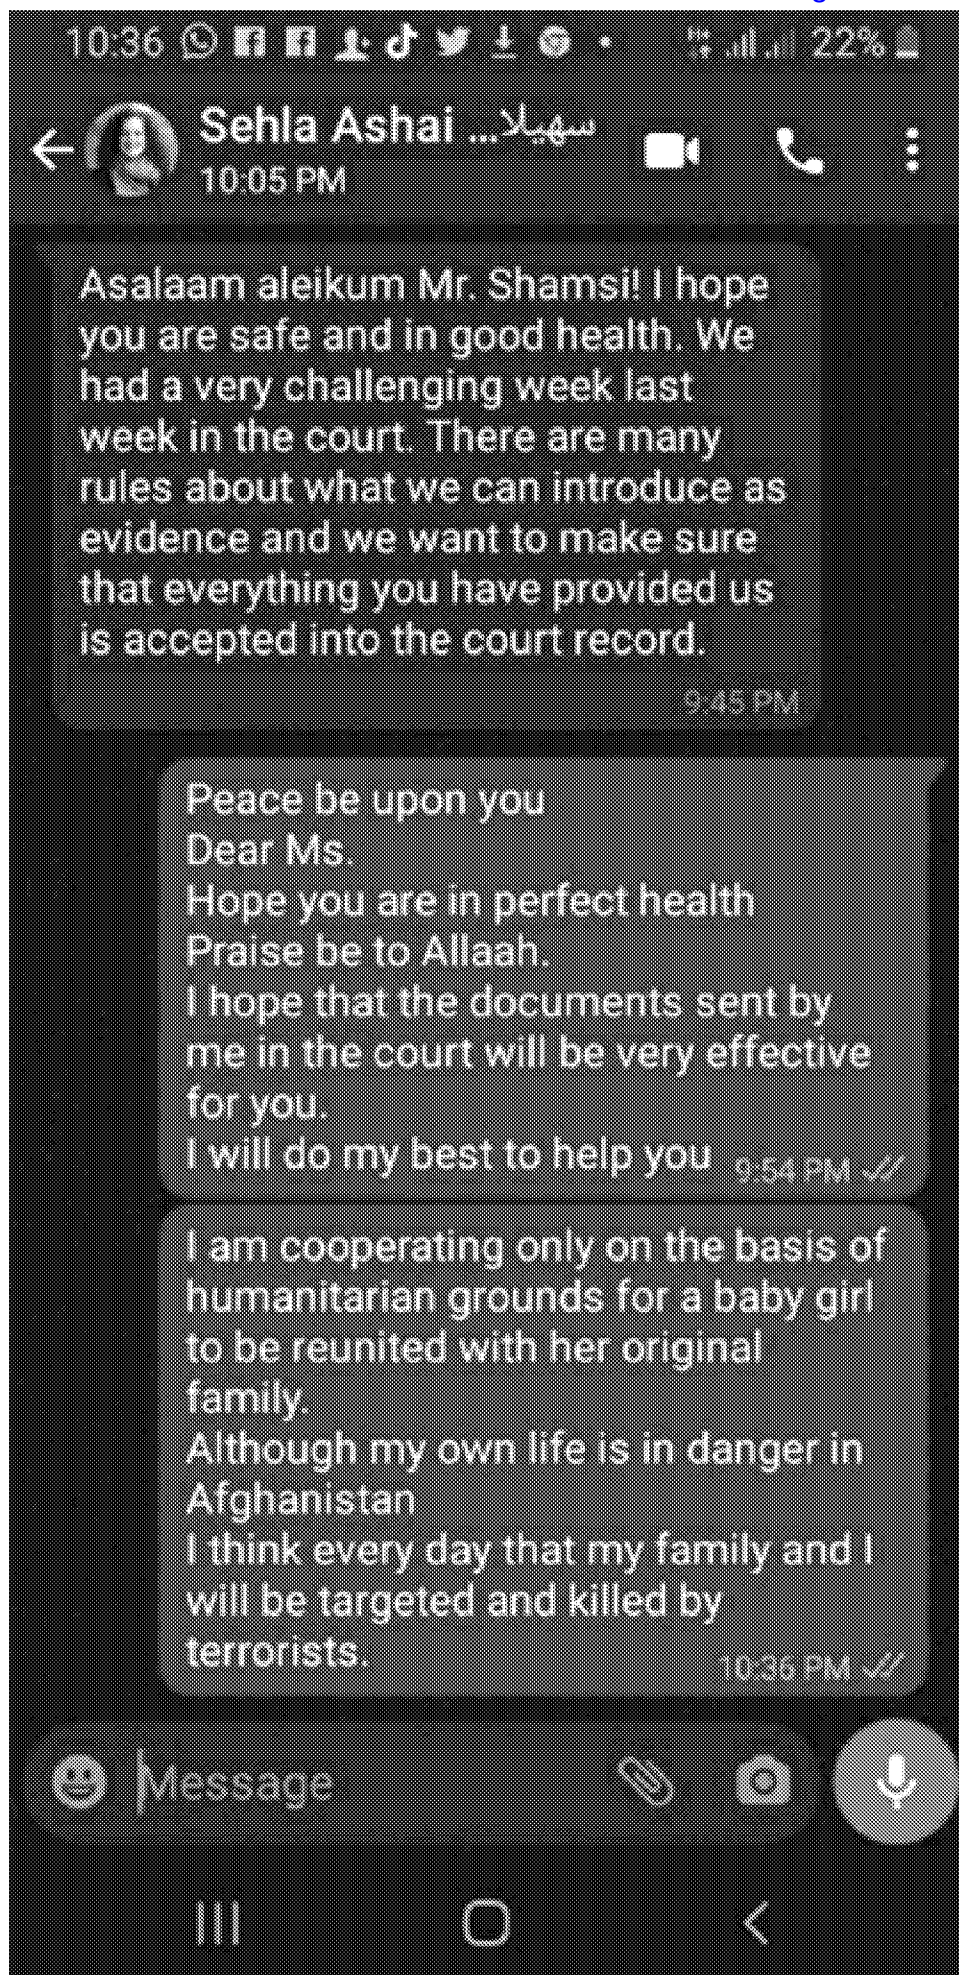 10:36 22%
Sehla Ashai ...سهيلا
10:05 PM
Asalaam aleikum Mr. Shamsi! I hope
you are safe and in good health. We
had a very challenging week last
week in the court. There are many
rules about what we can introduce as
evidence and we want to make sure
that everything you have provided us
is accepted into the court record.
9:45 PM
Peace be upon you
Dear Ms.
Hope you are in perfect health
Praise be to Allaah.
I hope that the documents sent by
me in the court will be very effective
for you.
I will do my best to help you 9:54 PM
I am cooperating only on the basis of
humanitarian grounds for a baby girl
to be reunited with her original
family.
Although my own life is in danger in
Afghanistan
I think every day that my family and I
will be targeted and killed by
terrorists.
10:36 PM
Message